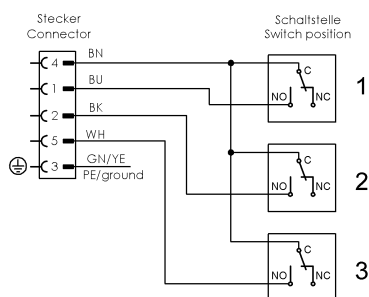 Stecker
Connector
Schaltstelle
Switch position
4 BN
1 BU
2 BK
5 WH
3 GN/YE
PE/ground
C
NO NC
1
C
NO NC
2
C
NO NC
3